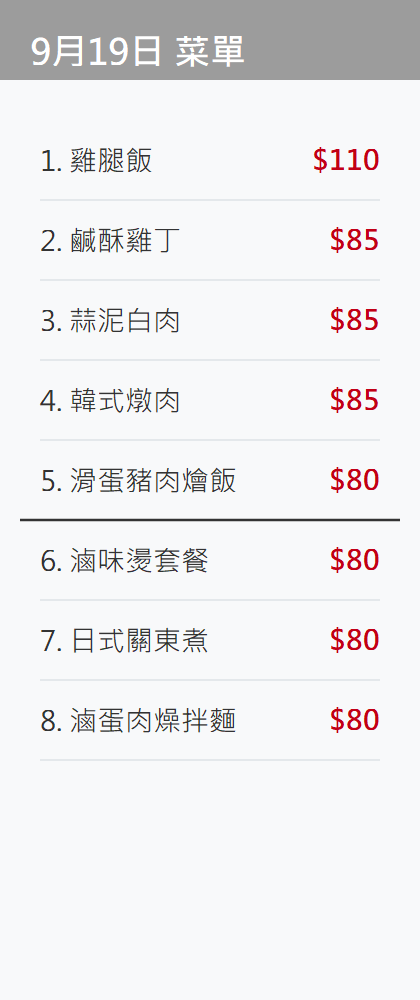 9月19日 菜單
1. 雞腿飯 $110
2. 鹹酥雞丁 $85
3. 蒜泥白肉 $85
4. 韓式燉肉 $85
5. 滑蛋豬肉燴飯 $80
6. 滷味燙套餐 $80
7. 日式關東煮 $80
8. 滷蛋肉燥拌麵 $80